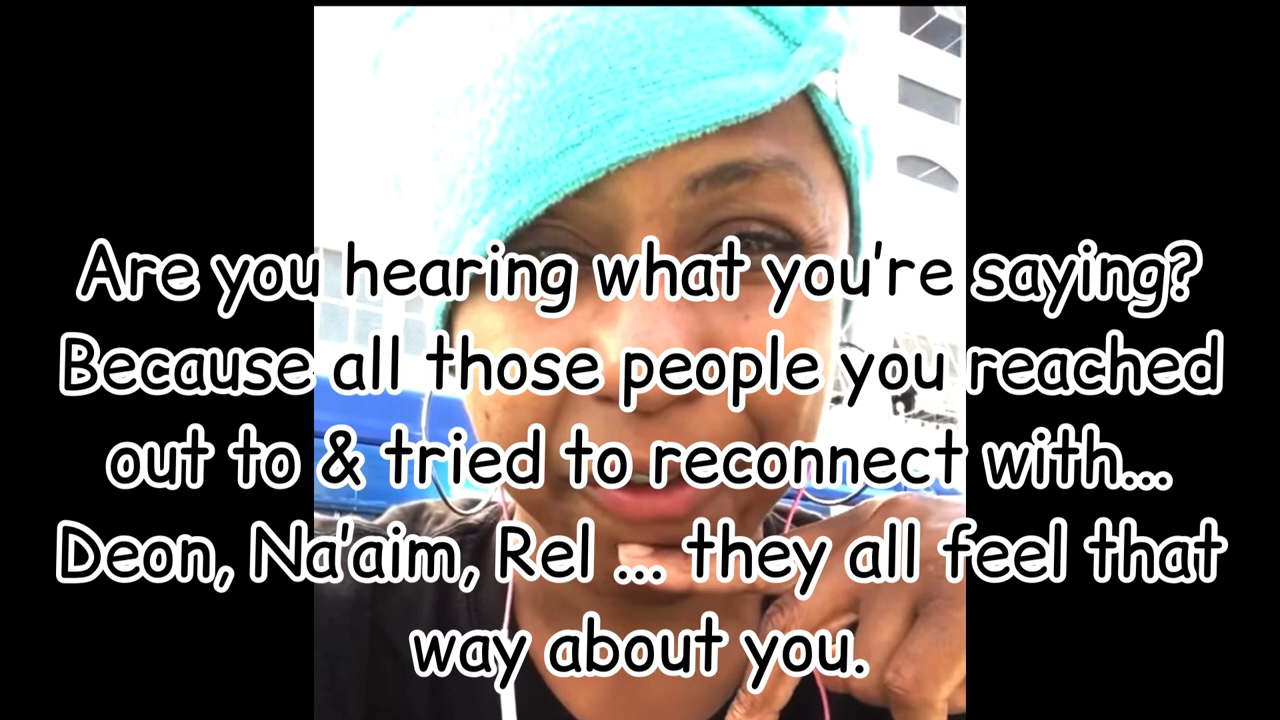 Are you hearing what you're saying?
Because all those people you reached
out to & tried to reconnect with...
Deon, Na'aim, Rel ... they all feel that
way about you.